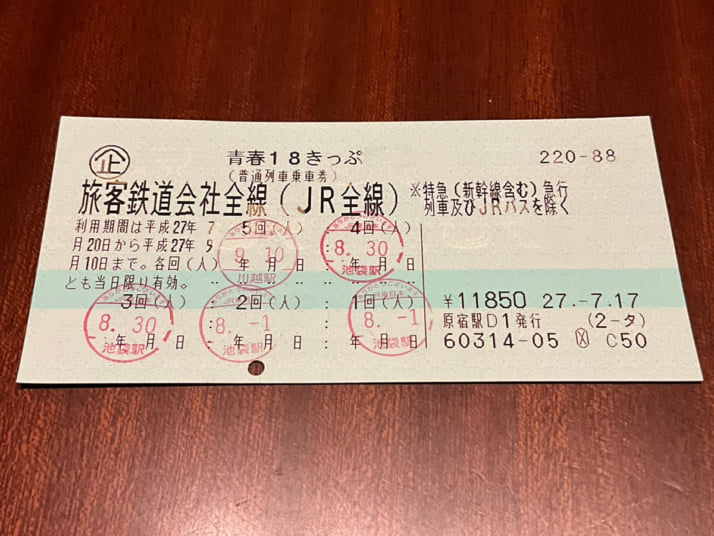 企 青春18きっぷ 220-88
(普通列車乗車券)
旅客鉄道会社全線(JR全線) ※特急(新幹線含む)急行
列車及びJRバスを除く
利用期間は平成27年 7
月20日から平成27年 9
月10日まで。各回(人)
とも当日限り有効。
5回(人) : 4回(人)
9.10 8.30
年 月 日 : 年 月 日
川越駅 池袋駅
3回(人) : 2回(人) : 1回(人)
8.30 8.-1 8.-1
年 月 日 : 年 月 日 : 年 月 日
池袋駅 池袋駅 池袋駅
¥11850 27.-7.17
原宿駅D1発行 (2-タ)
60314-05 C50